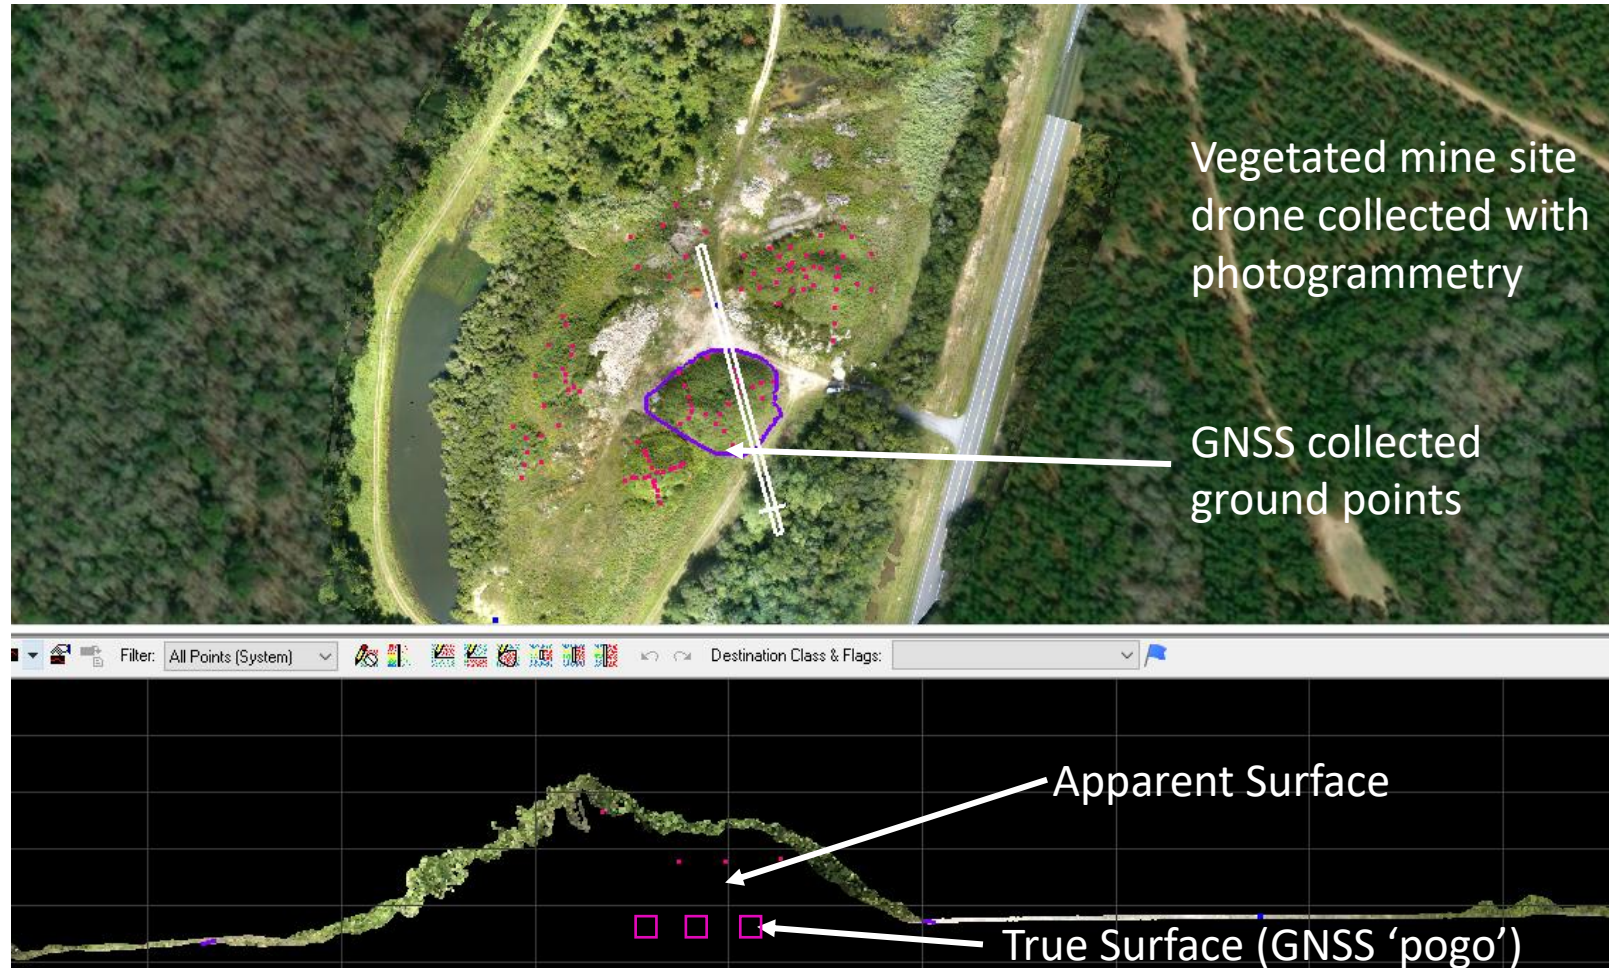 Vegetated mine site
drone collected with
photogrammetry
GNSS collected
ground points
Filter: All Points (System) Destination Class & Flags:
Apparent Surface
True Surface (GNSS ‘pogo’)